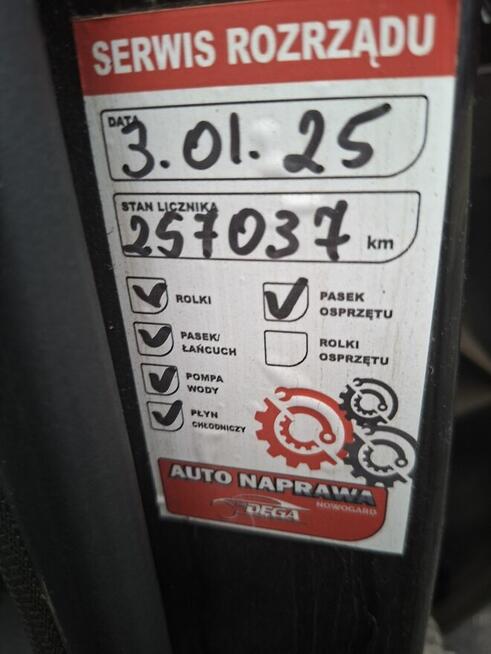 SERWIS ROZRZĄDU
DATA
3.01.25
STAN LICZNIKA
257037 km
ROLKI
PASEK
OSPRZĘTU
PASEK/
ŁAŃCUCH
ROLKI
OSPRZĘTU
POMPA
WODY
PŁYN
CHŁODNICZY
AUTO NAPRAWA
NOWOGARD
DEGA